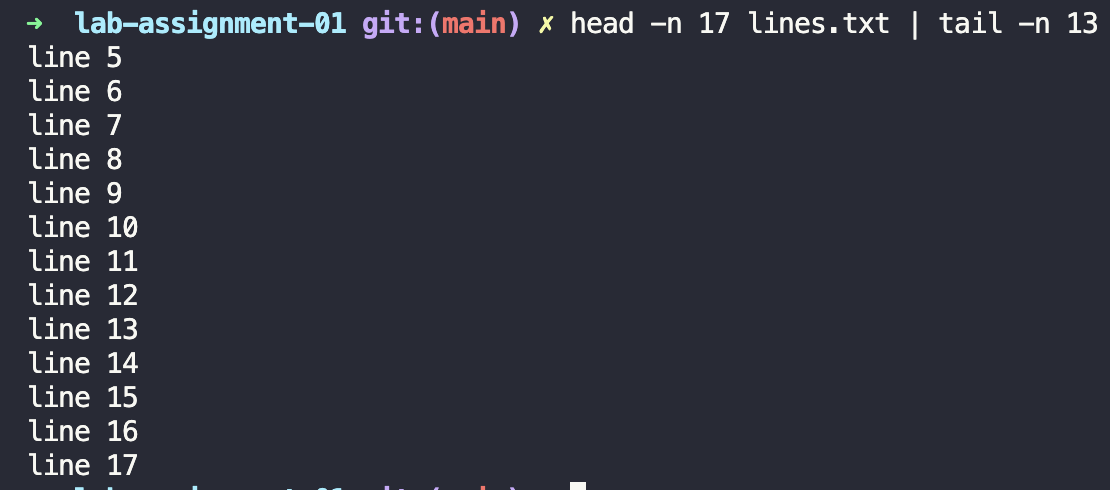 ➜ lab-assignment-01 git:(main) ✗ head -n 17 lines.txt | tail -n 13
line 5
line 6
line 7
line 8
line 9
line 10
line 11
line 12
line 13
line 14
line 15
line 16
line 17